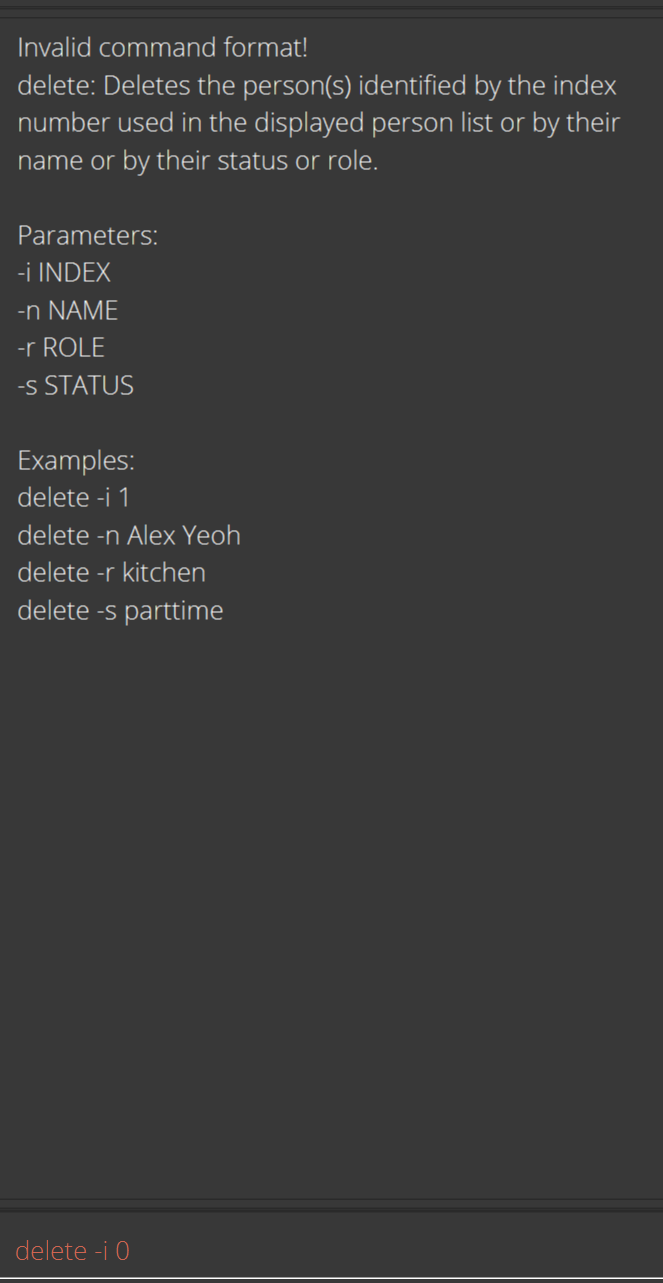 Invalid command format!
delete: Deletes the person(s) identified by the index
number used in the displayed person list or by their
name or by their status or role.
Parameters:
-i INDEX
-n NAME
-r ROLE
-s STATUS
Examples:
delete -i 1
delete -n Alex Yeoh
delete -r kitchen
delete -s parttime
delete -i 0